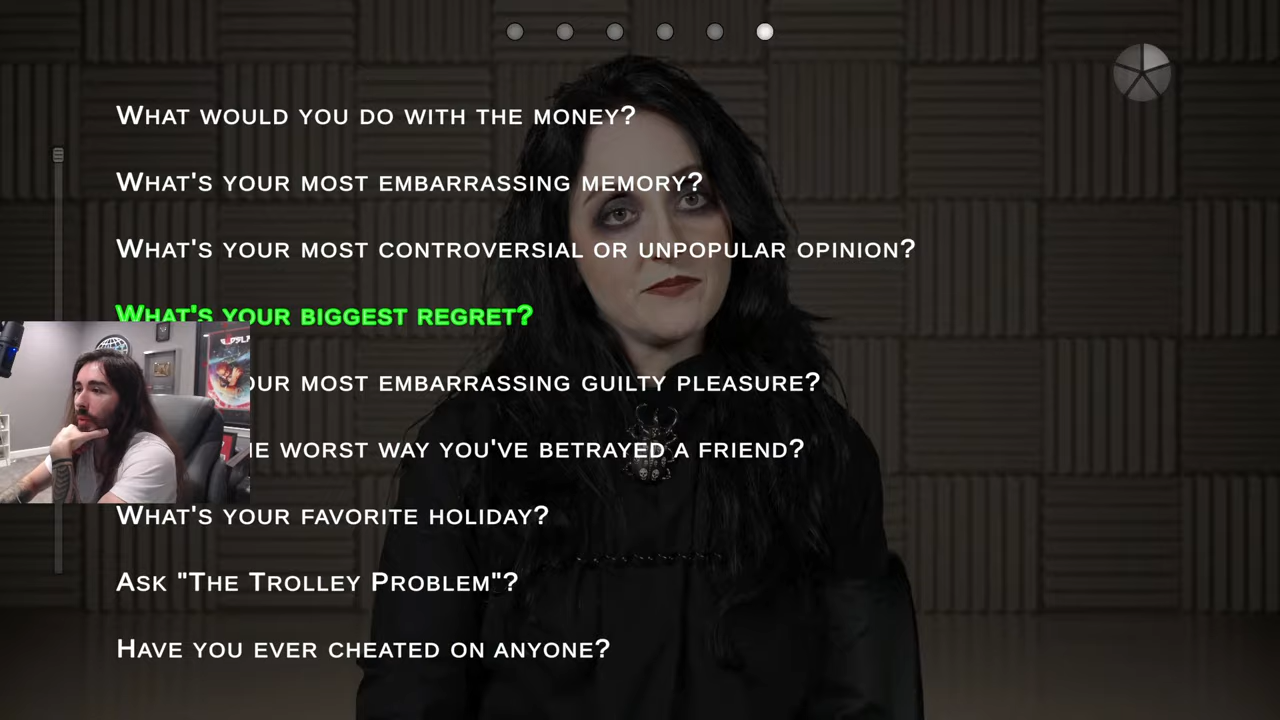 What would you do with the money?
What's your most embarrassing memory?
What's your most controversial or unpopular opinion?
What's your biggest regret?
our most embarrassing guilty pleasure?
e worst way you've betrayed a friend?
What's your favorite holiday?
Ask "The Trolley Problem"?
Have you ever cheated on anyone?